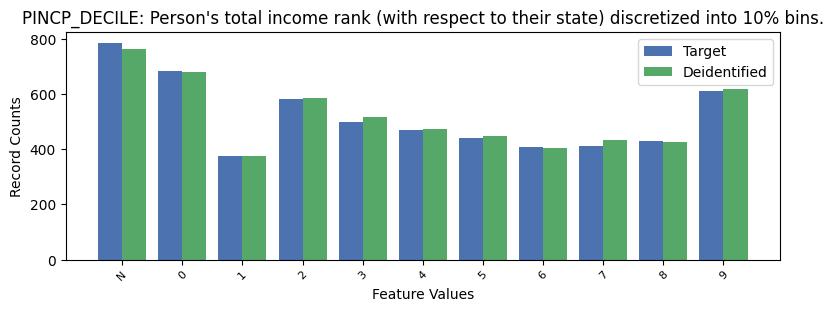 PINCP_DECILE: Person's total income rank (with respect to their state) discretized into 10% bins.
Target
Deidentified
Record Counts
800
600
400
200
0
N 0 1 2 3 4 5 6 7 8 9
Feature Values